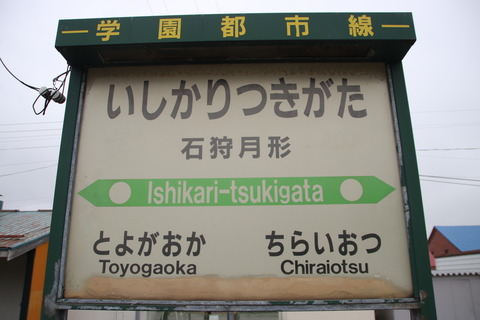 学園都市線
いしかりつきがた
石狩月形
Ishikari-tsukigata
とよがおか ちらいおつ
Toyogaoka Chiraiotsu